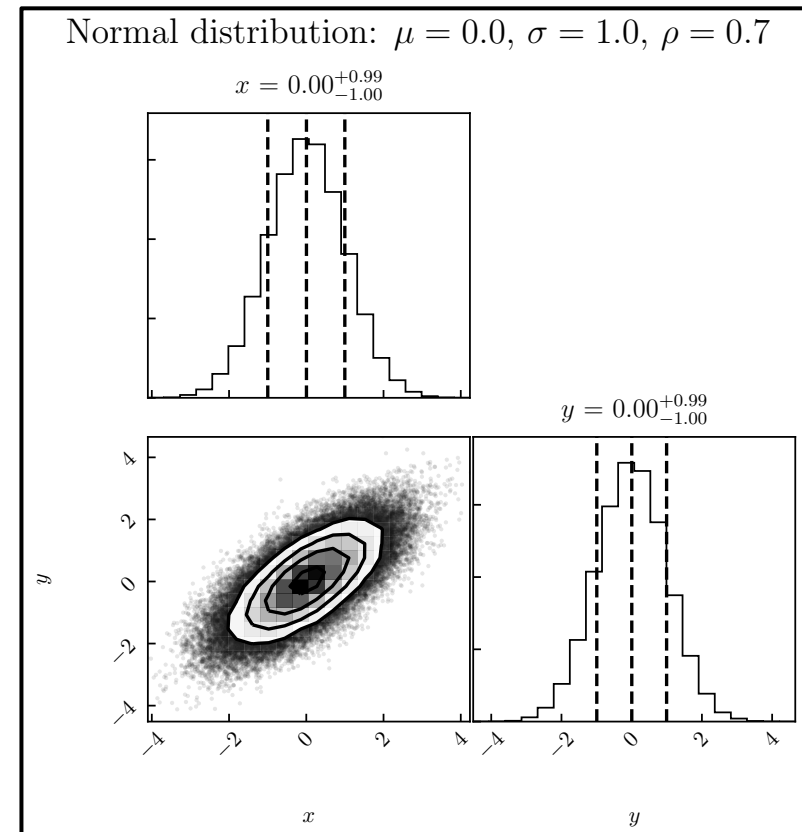 Normal distribution: μ = 0.0, σ = 1.0, ρ = 0.7
x = 0.00^{+0.99}_{-1.00}
y = 0.00^{+0.99}_{-1.00}
4
2
0
−2
−4
y
−4 −2 0 2 4
−4 −2 0 2 4
x
y